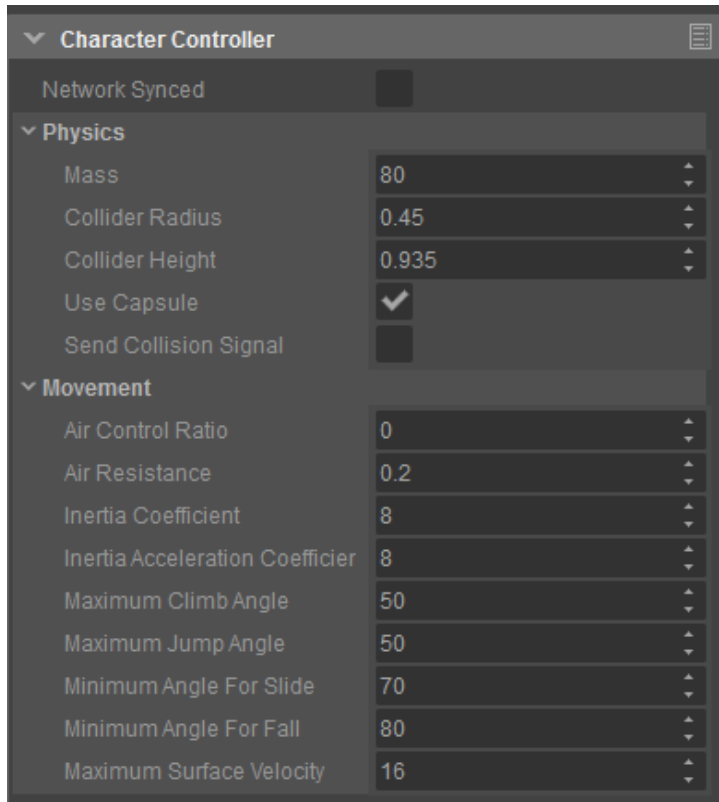 Character Controller
Network Synced
Physics
Mass 80
Collider Radius 0.45
Collider Height 0.935
Use Capsule
Send Collision Signal
Movement
Air Control Ratio 0
Air Resistance 0.2
Inertia Coefficient 8
Inertia Acceleration Coefficier 8
Maximum Climb Angle 50
Maximum Jump Angle 50
Minimum Angle For Slide 70
Minimum Angle For Fall 80
Maximum Surface Velocity 16